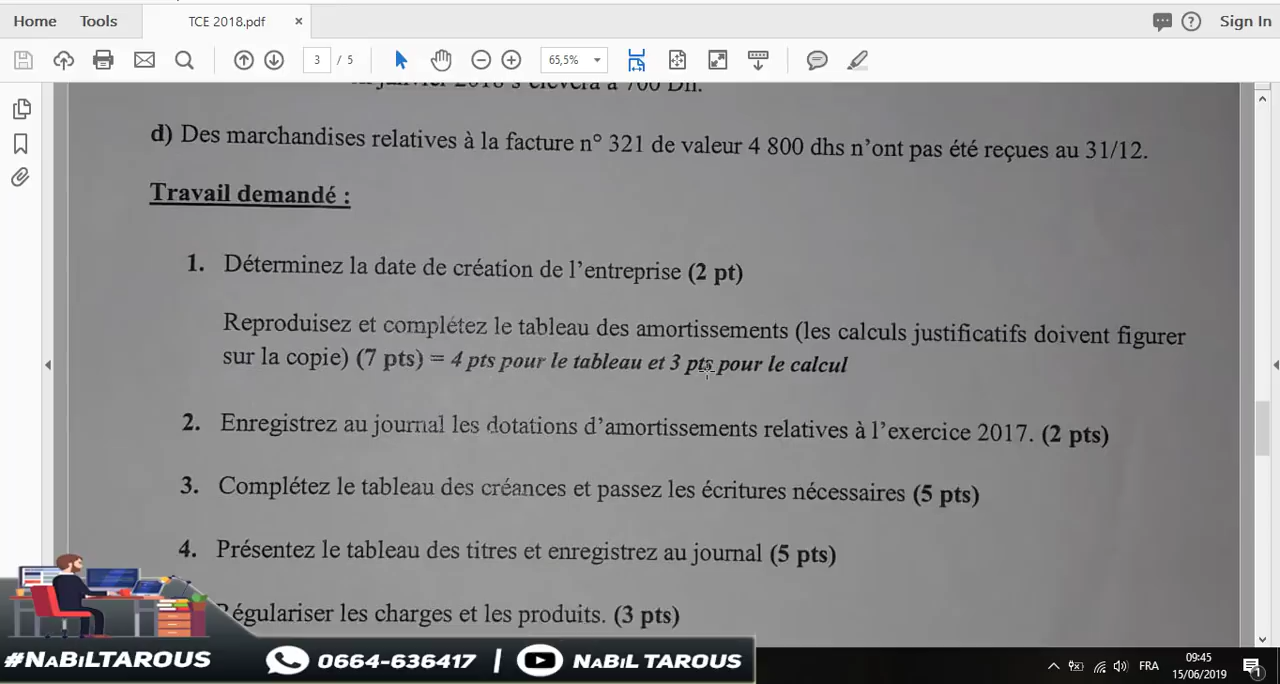 Home Tools TCE 2018.pdf × Sign In
3 / 5 65,5%
700 Dh.
d) Des marchandises relatives à la facture n° 321 de valeur 4 800 dhs n'ont pas été reçues au 31/12.
Travail demandé :
1. Déterminez la date de création de l'entreprise (2 pt)
Reproduisez et complétez le tableau des amortissements (les calculs justificatifs doivent figurer
sur la copie) (7 pts) = 4 pts pour le tableau et 3 pts pour le calcul
2. Enregistrez au journal les dotations d'amortissements relatives à l'exercice 2017. (2 pts)
3. Complétez le tableau des créances et passez les écritures nécessaires (5 pts)
4. Présentez le tableau des titres et enregistrez au journal (5 pts)
Régulariser les charges et les produits. (3 pts)
#NABILTAROUS 0664-636417 | NABIL TAROUS
FRA 09:45
15/06/2019
1